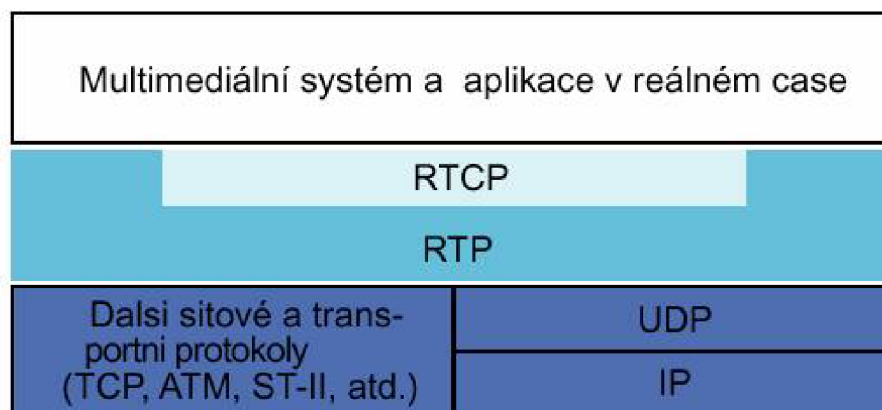 Multimediální systém a aplikace v reálném case
RTCP
RTP
Dalsi sitové a trans-
portni protokoly
(TCP, ATM, ST-II, atd.)
UDP
IP